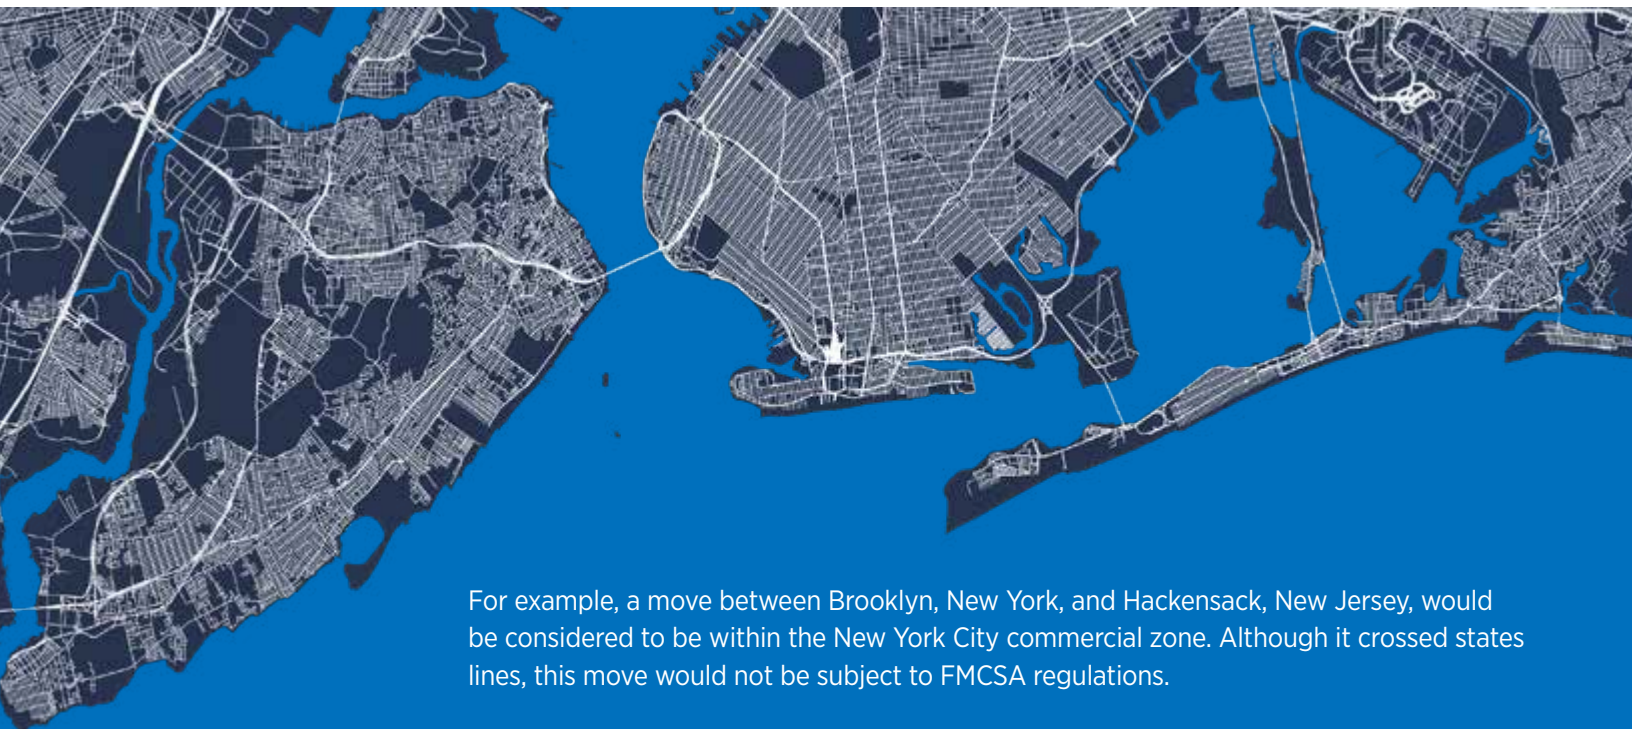 For example, a move between Brooklyn, New York, and Hackensack, New Jersey, would
be considered to be within the New York City commercial zone. Although it crossed states
lines, this move would not be subject to FMCSA regulations.